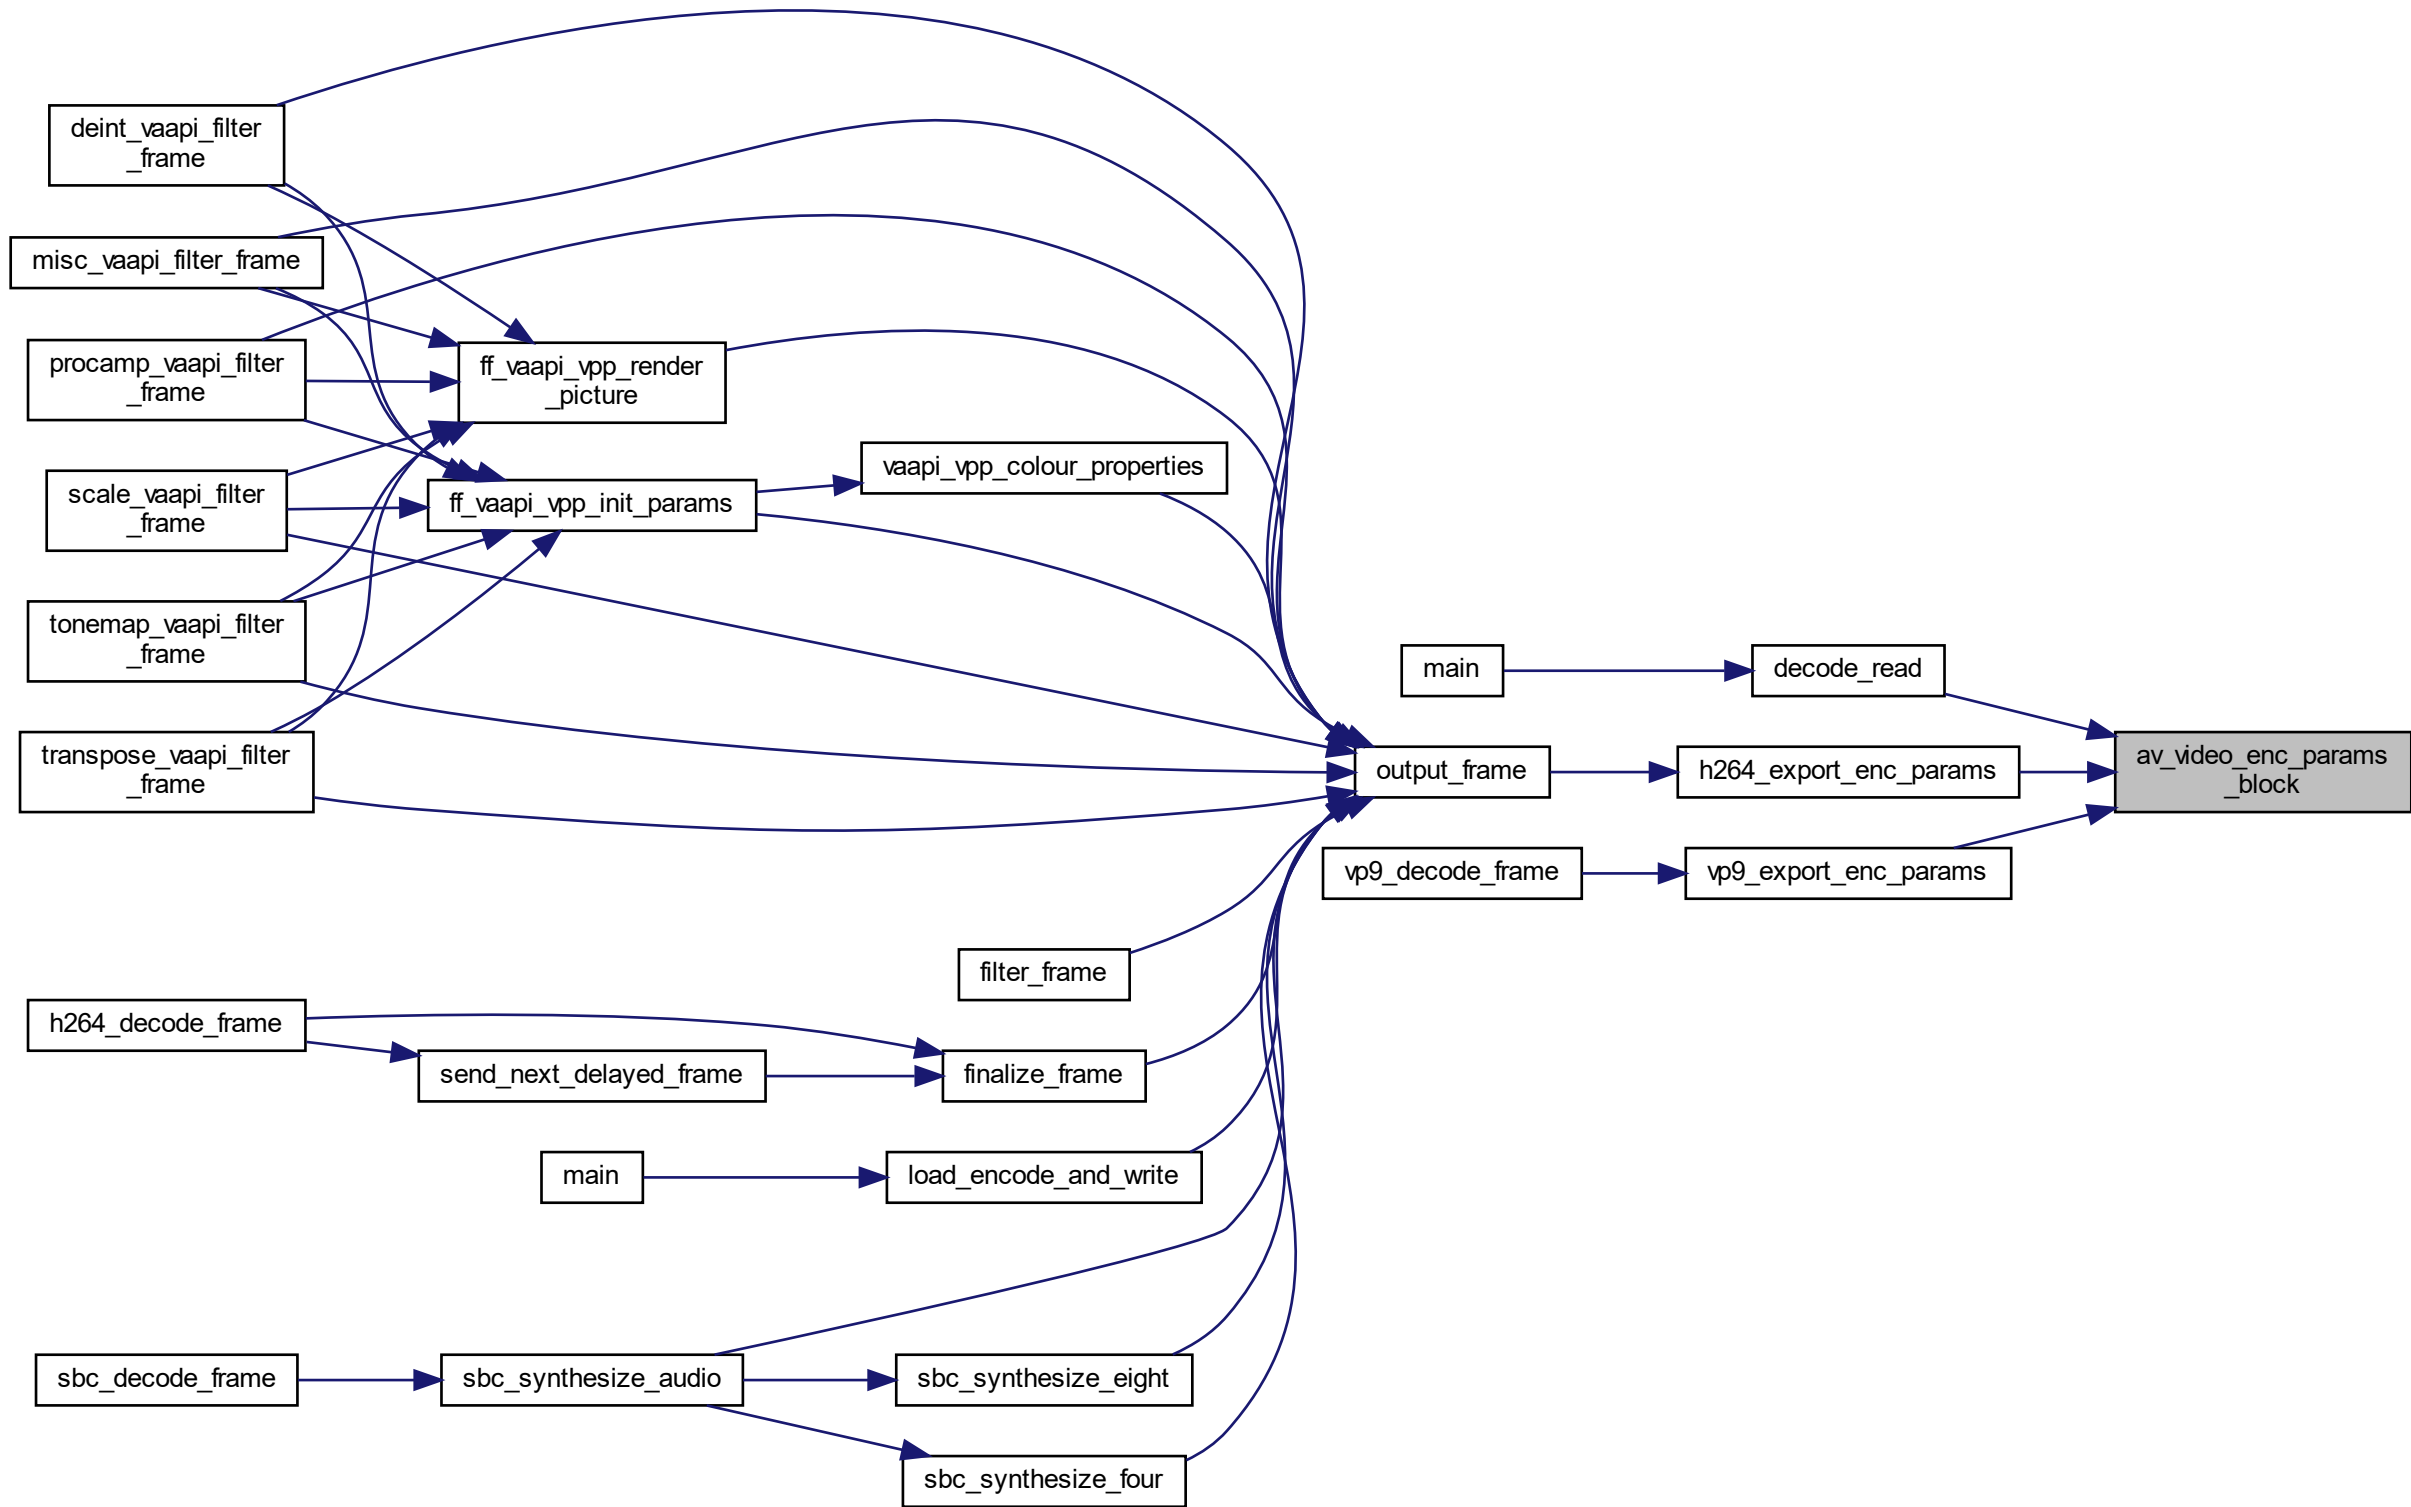 deint_vaapi_filter
_frame
misc_vaapi_filter_frame
procamp_vaapi_filter
_frame
ff_vaapi_vpp_render
_picture
vaapi_vpp_colour_properties
scale_vaapi_filter
_frame
ff_vaapi_vpp_init_params
tonemap_vaapi_filter
_frame
main
decode_read
transpose_vaapi_filter
_frame
output_frame
h264_export_enc_params
av_video_enc_params
_block
vp9_decode_frame
vp9_export_enc_params
filter_frame
h264_decode_frame
send_next_delayed_frame
finalize_frame
main
load_encode_and_write
sbc_decode_frame
sbc_synthesize_audio
sbc_synthesize_eight
sbc_synthesize_four